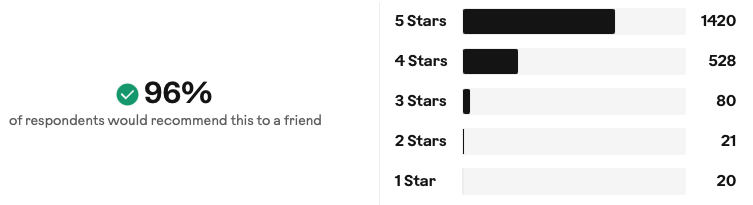 96%
of respondents would recommend this to a friend
5 Stars 1420
4 Stars 528
3 Stars 80
2 Stars 21
1 Star 20